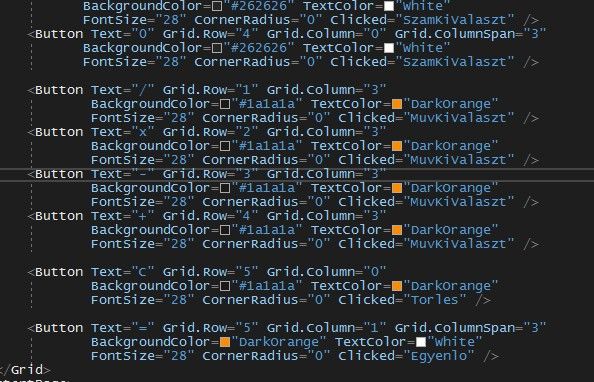 BackgroundColor="#262626" TextColor="White"
FontSize="28" CornerRadius="0" Clicked="SzamKiValaszt" />
<Button Text="0" Grid.Row="4" Grid.Column="0" Grid.ColumnSpan="3"
BackgroundColor="#262626" TextColor="White"
FontSize="28" CornerRadius="0" Clicked="SzamKiValaszt" />
<Button Text="/" Grid.Row="1" Grid.Column="3"
BackgroundColor="#1a1a1a" TextColor="DarkOrange"
FontSize="28" CornerRadius="0" Clicked="MuvKivalaszt" />
<Button Text="x" Grid.Row="2" Grid.Column="3"
BackgroundColor="#1a1a1a" TextColor="DarkOrange"
FontSize="28" CornerRadius="0" Clicked="MuvKivalaszt" />
<Button Text="-" Grid.Row="3" Grid.Column="3"
BackgroundColor="#1a1a1a" TextColor="DarkOrange"
FontSize="28" CornerRadius="0" Clicked="MuvKivalaszt" />
<Button Text="+" Grid.Row="4" Grid.Column="3"
BackgroundColor="#1a1a1a" TextColor="DarkOrange"
FontSize="28" CornerRadius="0" Clicked="MuvKivalaszt" />
<Button Text="C" Grid.Row="5" Grid.Column="0"
BackgroundColor="#1a1a1a" TextColor="DarkOrange"
FontSize="28" CornerRadius="0" Clicked="Torles" />
<Button Text="=" Grid.Row="5" Grid.Column="1" Grid.ColumnSpan="3"
BackgroundColor="DarkOrange" TextColor="White"
FontSize="28" CornerRadius="0" Clicked="Egyenlo" />
</Grid>